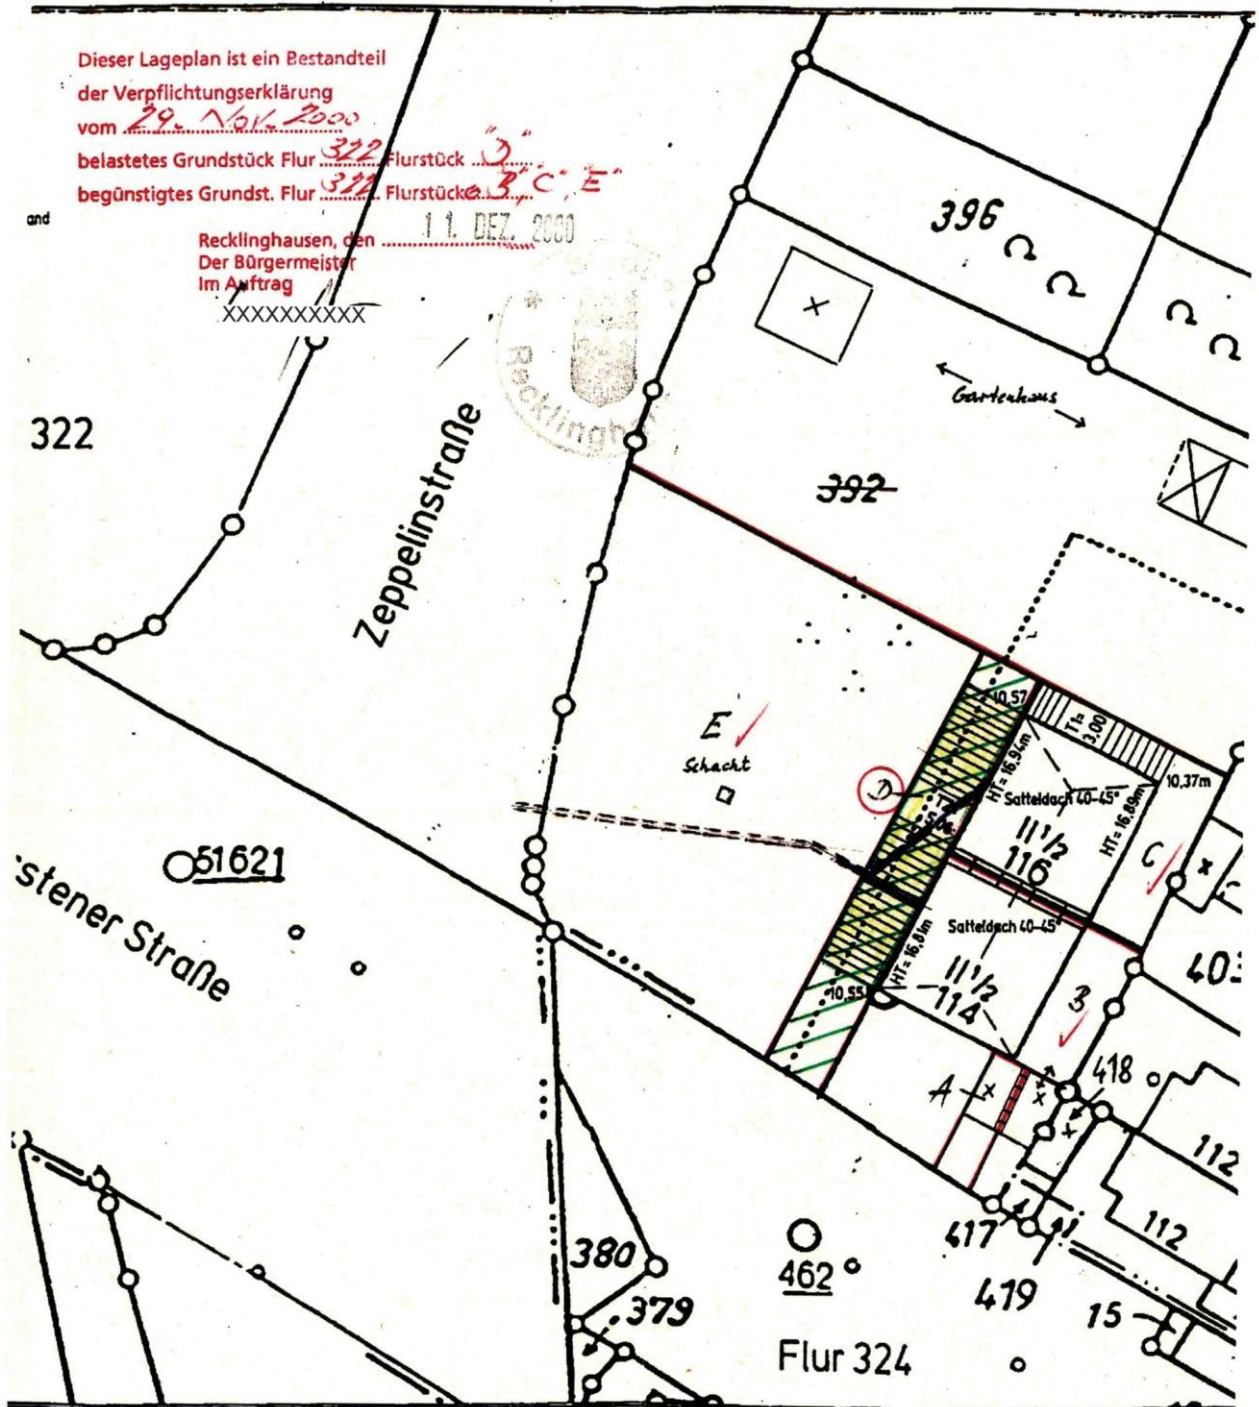 Dieser Lageplan ist ein Bestandteil
der Verpflichtungserklärung
vom 29. Nov. 2000
belastetes Grundstück Flur 322 Flurstück "D"
begünstigtes Grundst. Flur 322 Flurstücke B, C, E"
and
Recklinghausen, den 11. DEZ. 2000
Der Bürgermeister
Im Auftrag
XXXXXXXXXX
Recklingh
396
322
Zeppelinstraße
Gartenhaus
392
E
Schacht
D
10,57
T1=
3.00
10,37m
HT=16,94m
Satteldach 40-45°
HT=16,89m
II 1/2
116
C
51621
stener Straße
Satteldach 40-45°
HT=16,81m
II 1/2
114
10,55
B
403
A
418
112
112
417
419
380
379
462
15
Flur 324